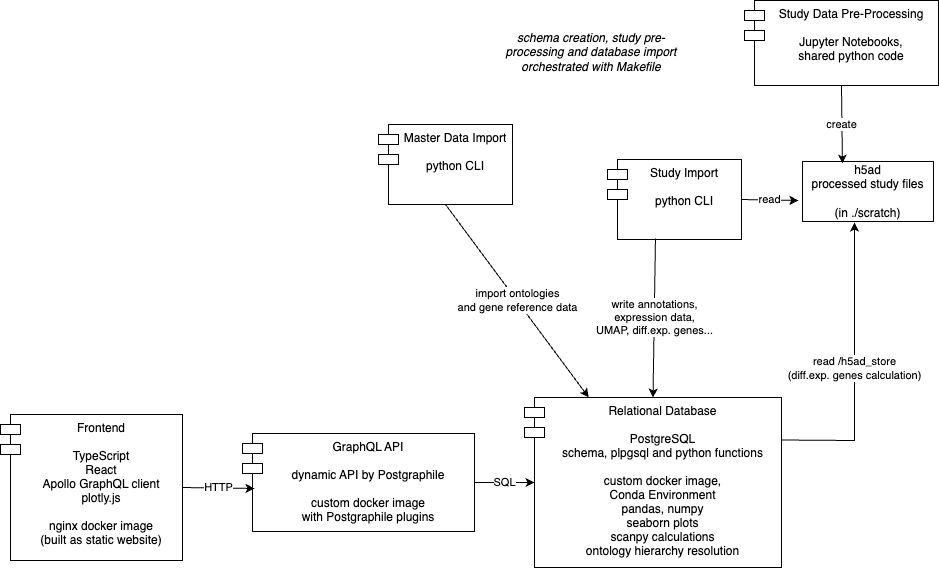 Study Data Pre-Processing
Jupyter Notebooks,
shared python code
schema creation, study pre-
processing and database import
orchestrated with Makefile
create
Master Data Import
python CLI
Study Import
python CLI
read
h5ad
processed study files
(in ./scratch)
import ontologies
and gene reference data
write annotations,
expression data,
UMAP, diff.exp. genes...
read /h5ad_store
(diff.exp. genes calculation)
Frontend
TypeScript
React
Apollo GraphQL client
plotly.js
nginx docker image
(built as static website)
HTTP
GraphQL API
dynamic API by Postgraphile
custom docker image
with Postgraphile plugins
SQL
Relational Database
PostgreSQL
schema, plpgsql and python functions
custom docker image,
Conda Environment
pandas, numpy
seaborn plots
scanpy calculations
ontology hierarchy resolution